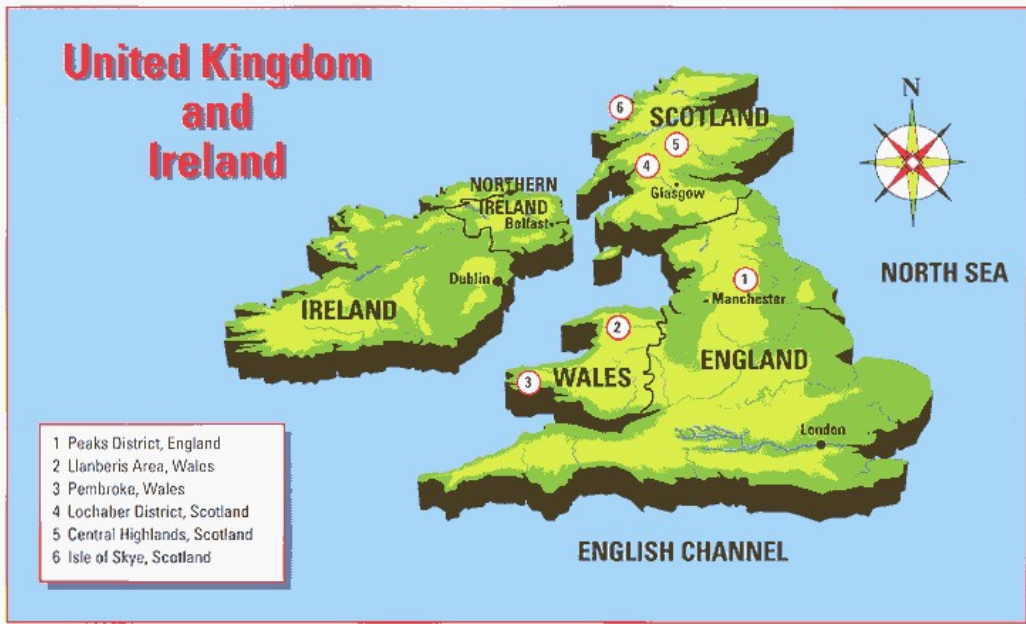 United Kingdom
and
Ireland
N
SCOTLAND
6
5
4
Glasgow
NORTHERN
IRELAND
Belfast
NORTH SEA
Dublin
1
Manchester
IRELAND
2
ENGLAND
WALES
3
London
1 Peaks District, England
2 Llanberis Area, Wales
3 Pembroke, Wales
4 Lochaber District, Scotland
5 Central Highlands, Scotland
6 Isle of Skye, Scotland
ENGLISH CHANNEL